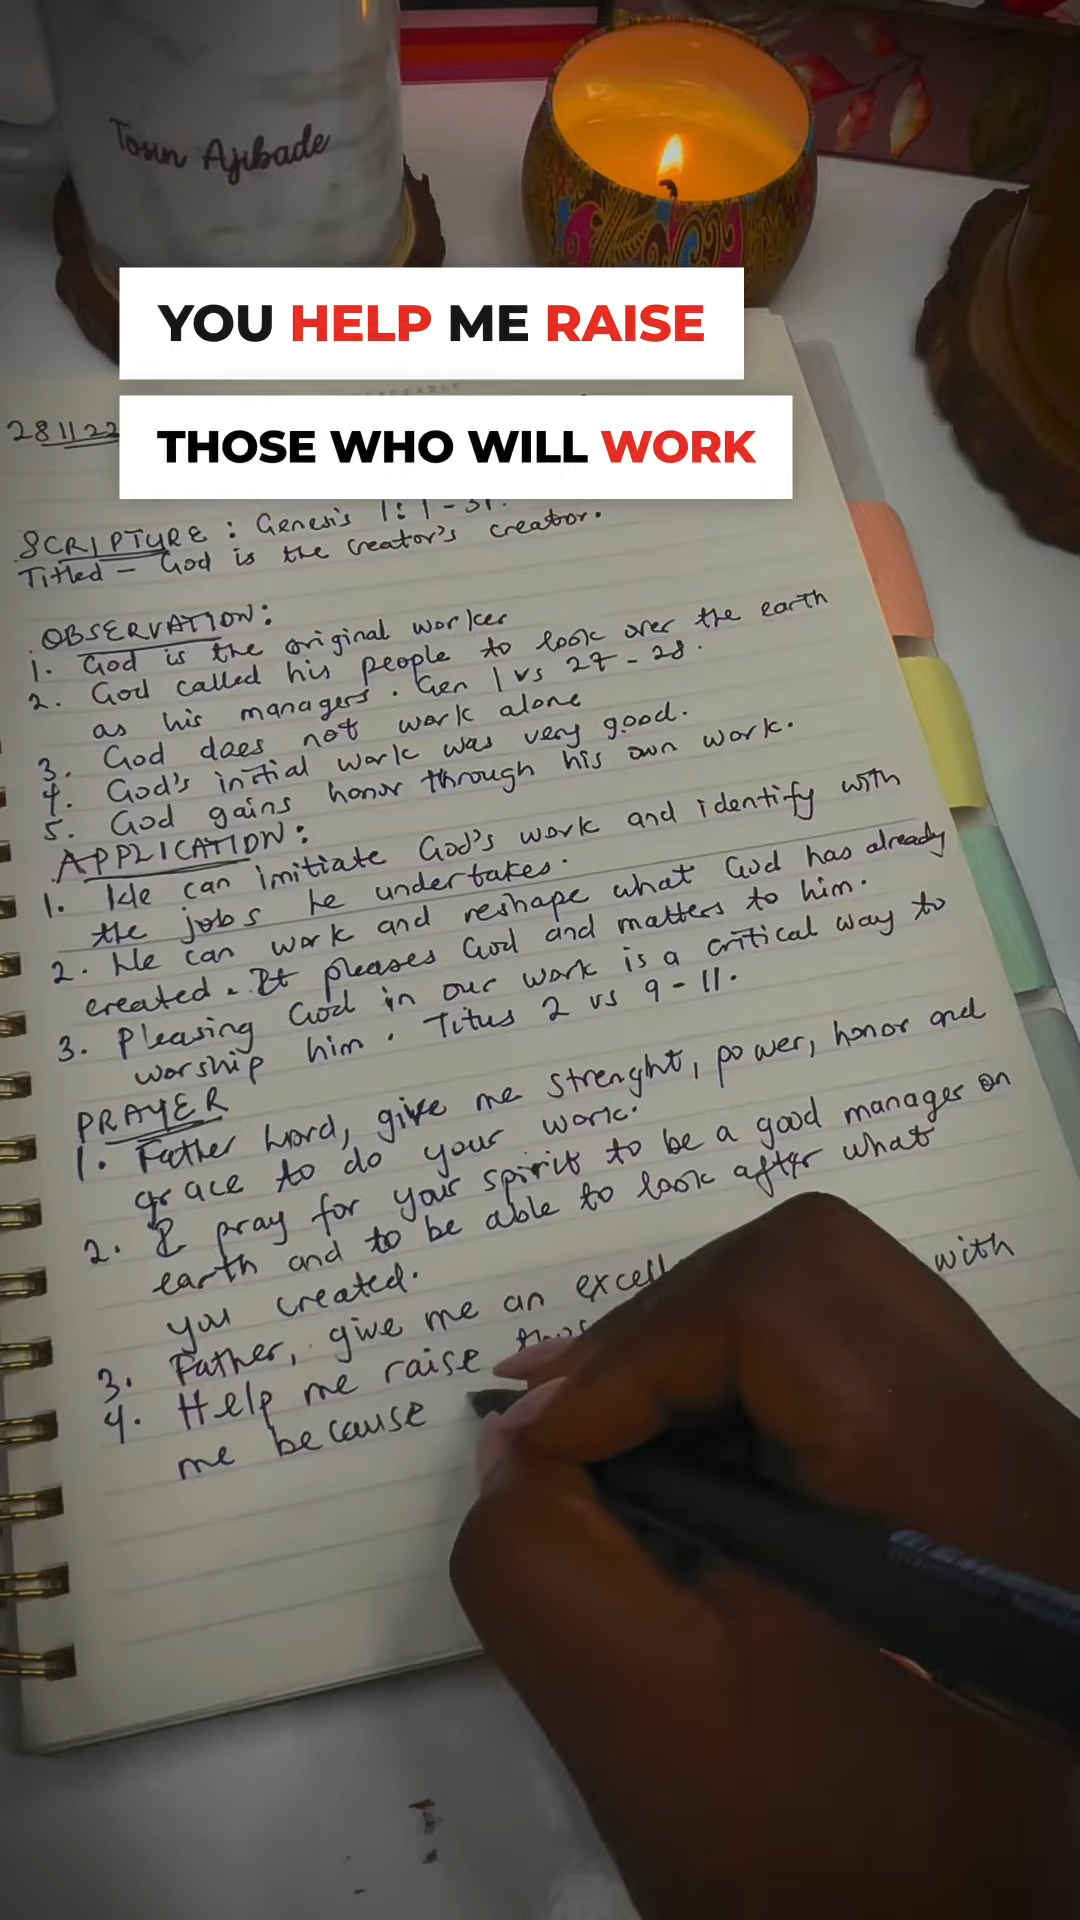 Tosin Ajibade
YOU HELP ME RAISE
THOSE WHO WILL WORK
281122
SCRIPTURE : Genesis 1:1-31.
Titled - God is the creator's creator.
OBSERVATION:
1. God is the original worker
2. God called his people to look over the earth
as his managers. Gen 1 vs 27-28.
3. God does not work alone
4. God's initial work was very good.
5. God gains honor through his own work.
APPLICATION:
1. We can imitiate God's work and identify with
the jobs he undertakes.
2. We can work and reshape what God has already
created. It pleases God and matters to him.
3. Pleasing God in our work is a critical way to
worship him. Titus 2 vs 9-11.
PRAYER
1. Father Lord, give me strenght, power, honor and
grace to do your work.
2. I pray for your spirit to be a good manager on
earth and to be able to look after what
you created.
3. Father, give me an with
4. Help me raise
me because